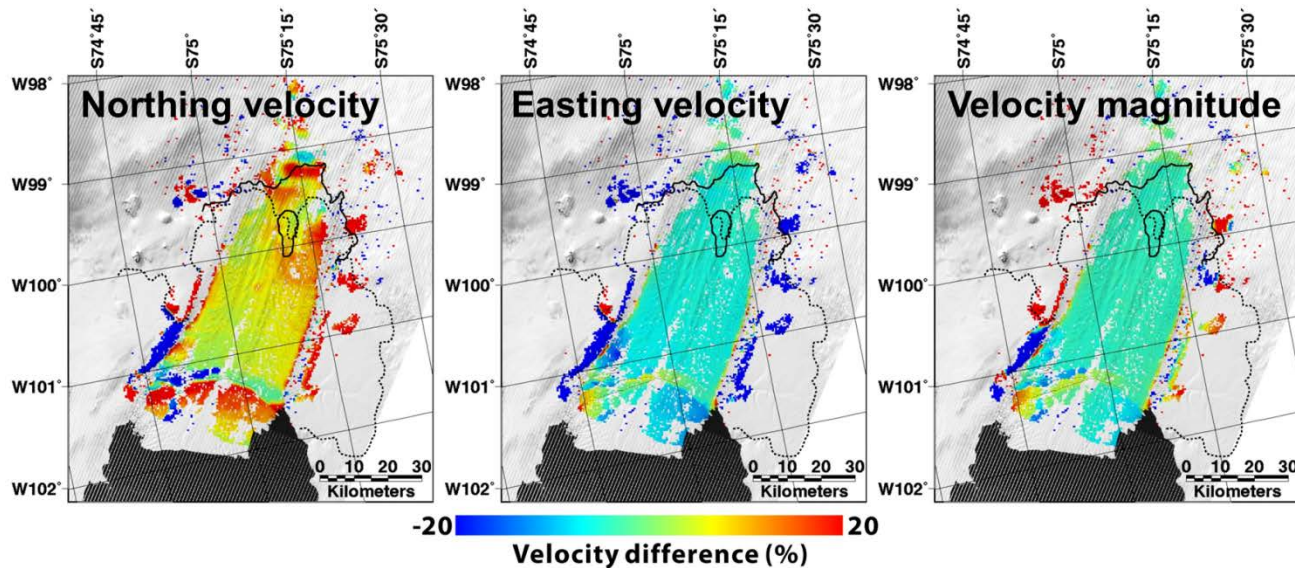 S74°45′ S75° S75°15′ S75°30′ S74°45′ S75° S75°15′ S75°30′ S74°45′ S75° S75°15′ S75°30′
W98° W98° W98°
Northing velocity Easting velocity Velocity magnitude
W99° W99° W99°
W100° W100° W100°
W101° W101° W101°
0 10 20 30 0 10 20 30 0 10 20 30
Kilometers Kilometers Kilometers
W102° W102° W102°
-20 20
Velocity difference (%)